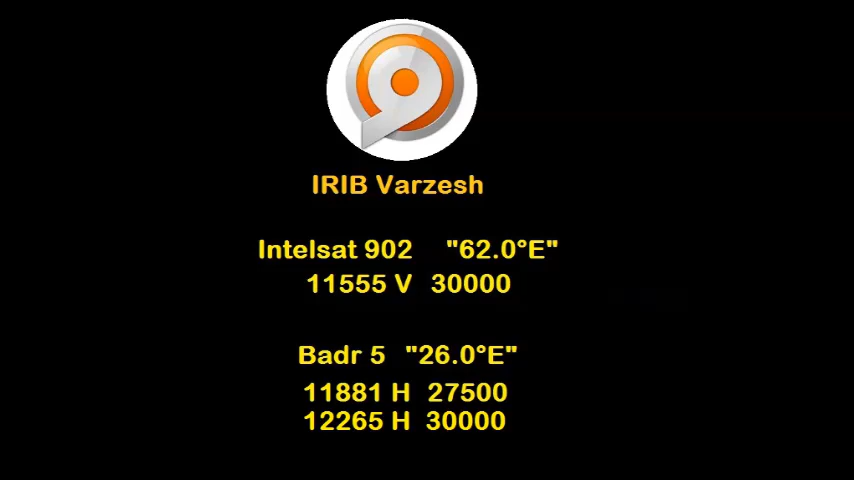 IRIB Varzesh
Intelsat 902 "62.0°E"
11555 V 30000
Badr 5 "26.0°E"
11881 H 27500
12265 H 30000